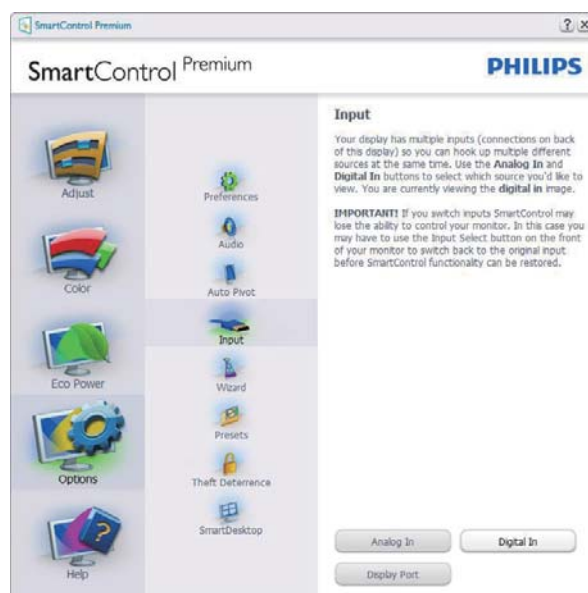 SmartControl Premium
? x
SmartControl Premium
PHILIPS
Adjust
Color
Eco Power
Options
Help
Preferences
Audio
Auto Pivot
Input
Wizard
Presets
Theft Deterrence
SmartDesktop
Input
Your display has multiple inputs (connections on back
of this display) so you can hook up multiple different
sources at the same time. Use the Analog In and
Digital In buttons to select which source you'd like to
view. You are currently viewing the digital in image.
IMPORTANT! If you switch inputs SmartControl may
lose the ability to control your monitor. In this case you
may have to use the Input Select button on the front
of your monitor to switch back to the original input
before SmartControl functionality can be restored.
Analog In
Digital In
Display Port